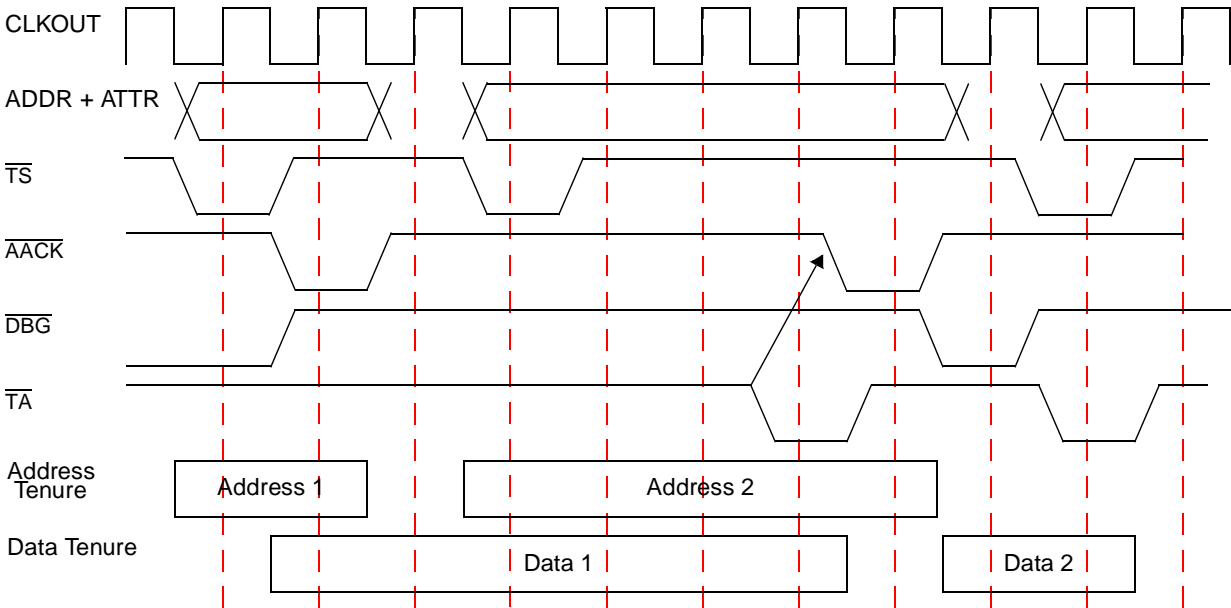 CLKOUT
ADDR + ATTR
TS
AACK
DBG
TA
Address
Tenure
Address 1
Address 2
Data Tenure
Data 1
Data 2